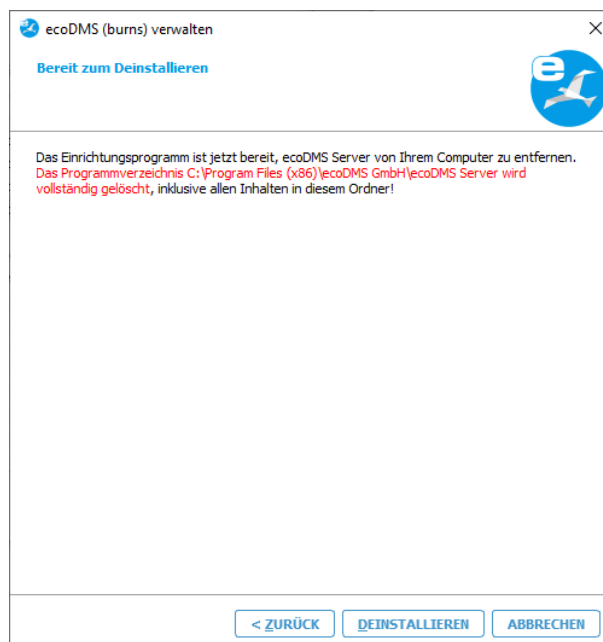 ecoDMS (burns) verwalten
Bereit zum Deinstallieren
e
Das Einrichtungsprogramm ist jetzt bereit, ecoDMS Server von Ihrem Computer zu entfernen.
Das Programmverzeichnis C:\Program Files (x86)\ecoDMS GmbH\ecoDMS Server wird
vollständig gelöscht, inklusive allen Inhalten in diesem Ordner!
< ZURÜCK DEINSTALLIEREN ABBRECHEN